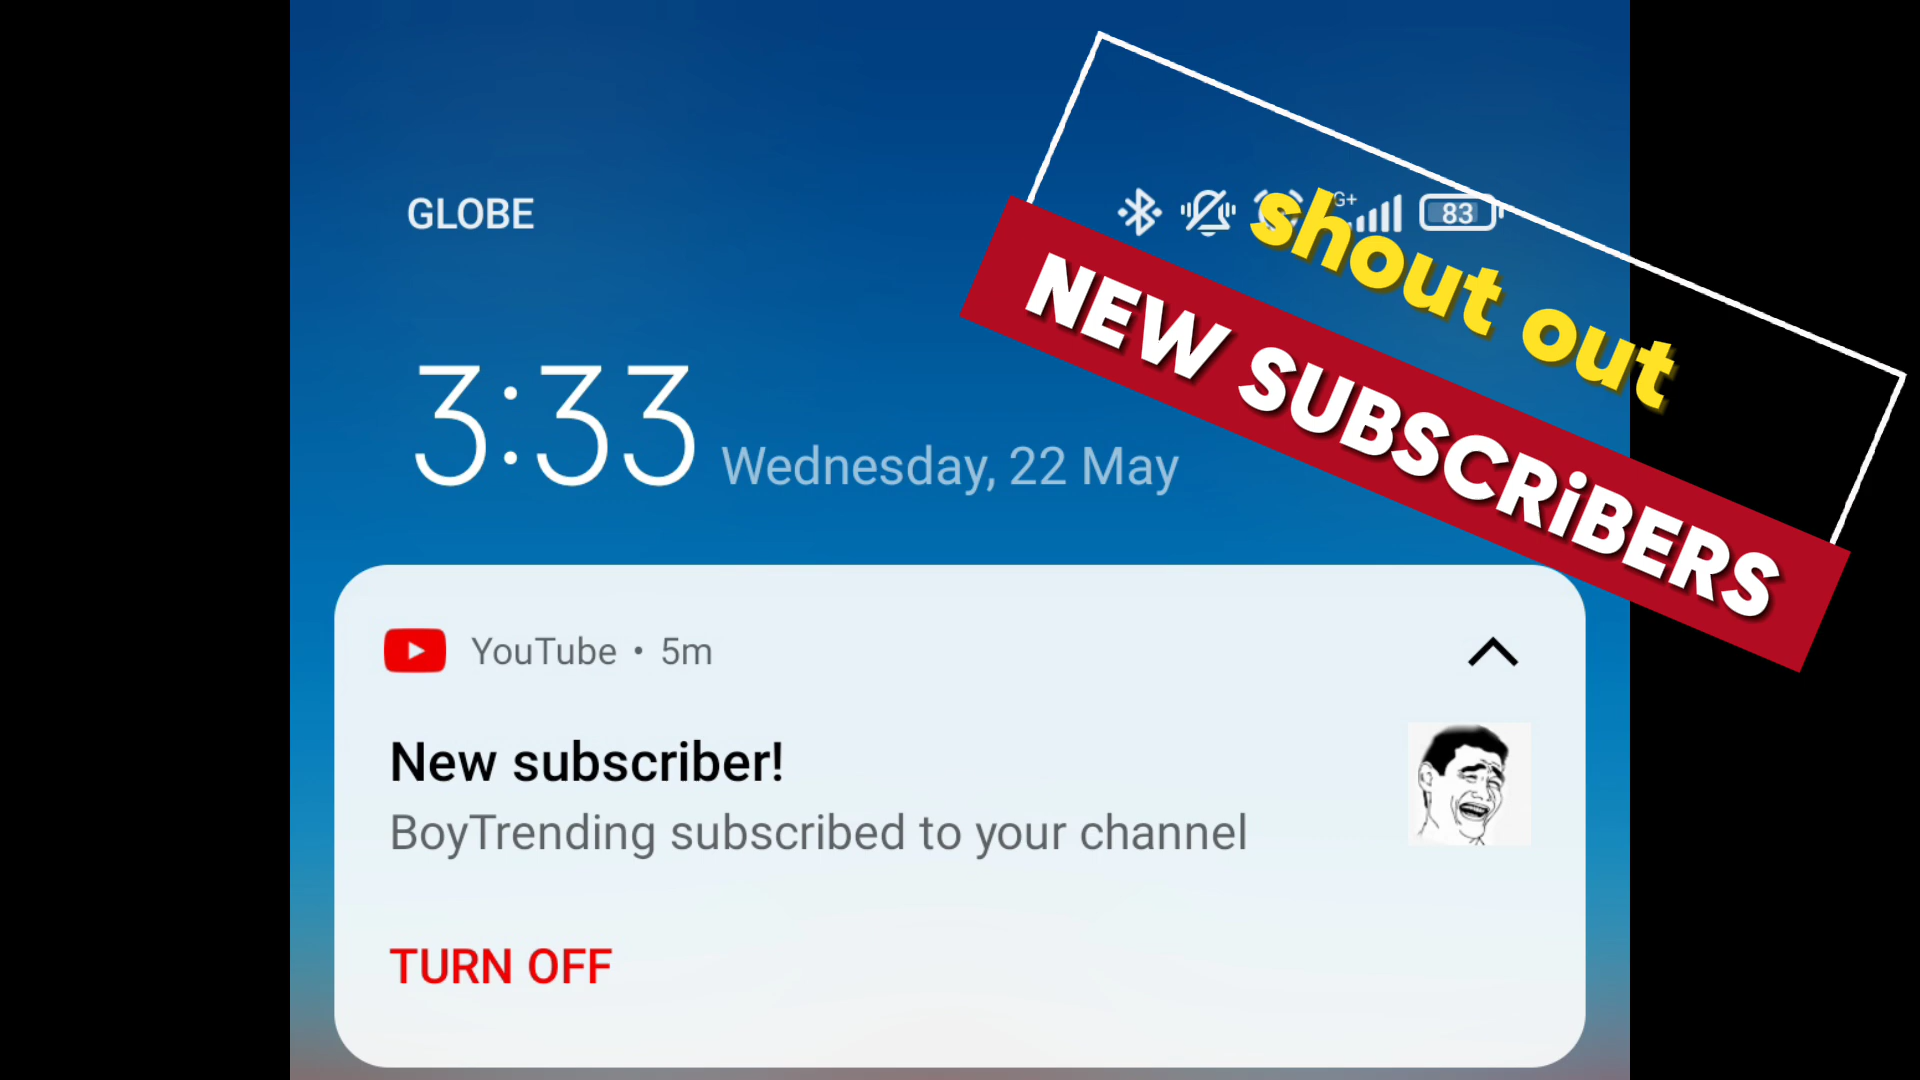 GLOBE
G+
83
shout out
NEW SUBSCRiBERS
3:33 Wednesday, 22 May
YouTube • 5m
New subscriber!
BoyTrending subscribed to your channel
TURN OFF